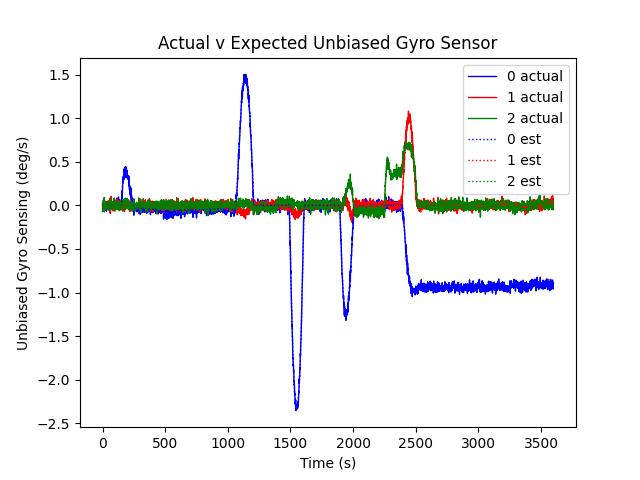 Actual v Expected Unbiased Gyro Sensor
Unbiased Gyro Sensing (deg/s)
1.5
1.0
0.5
0.0
−0.5
−1.0
−1.5
−2.0
−2.5
0 actual
1 actual
2 actual
0 est
1 est
2 est
0 500 1000 1500 2000 2500 3000 3500
Time (s)